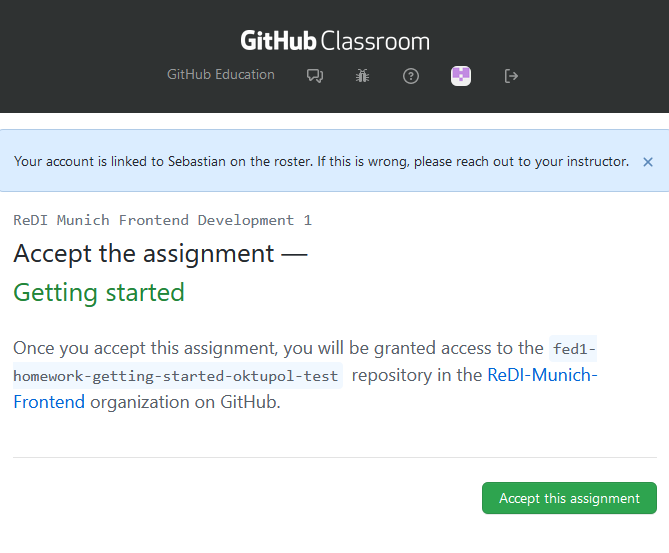 GitHub Classroom
GitHub Education
Your account is linked to Sebastian on the roster. If this is wrong, please reach out to your instructor.
ReDI Munich Frontend Development 1
Accept the assignment —
Getting started
Once you accept this assignment, you will be granted access to the fed1-
homework-getting-started-oktupol-test repository in the ReDI-Munich-
Frontend organization on GitHub.
Accept this assignment